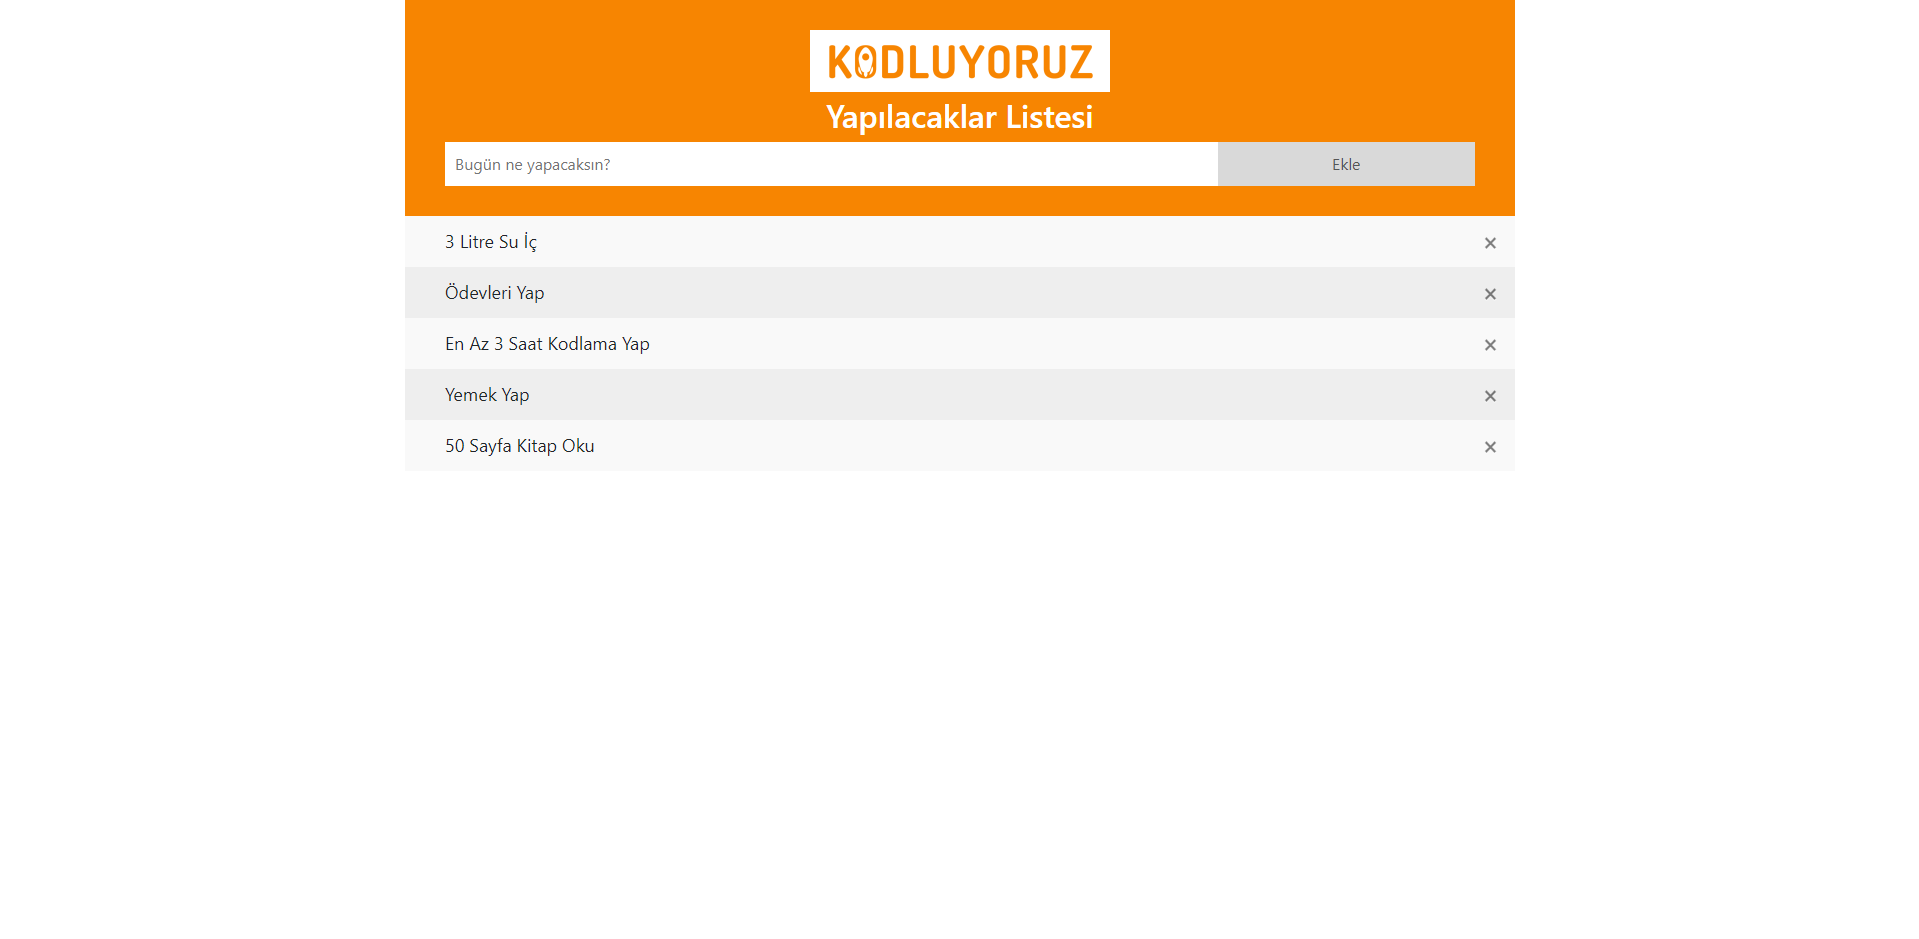 KODLUYORUZ
Yapılacaklar Listesi
Bugün ne yapacaksın?
Ekle
3 Litre Su İç
×
Ödevleri Yap
×
En Az 3 Saat Kodlama Yap
×
Yemek Yap
×
50 Sayfa Kitap Oku
×